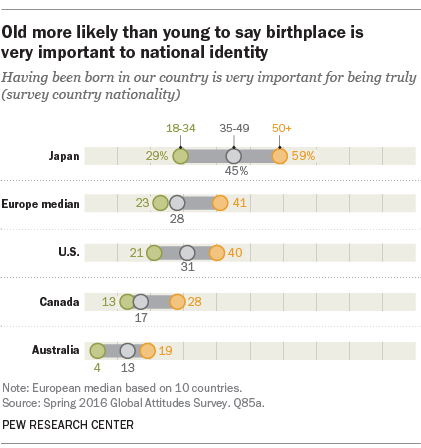 Old more likely than young to say birthplace is
very important to national identity
Having been born in our country is very important for being truly
(survey country nationality)
18-34 35-49 50+
Japan 29% 45% 59%
Europe median 23 28 41
U.S. 21 31 40
Canada 13 17 28
Australia 4 13 19
Note: European median based on 10 countries.
Source: Spring 2016 Global Attitudes Survey. Q85a.
PEW RESEARCH CENTER